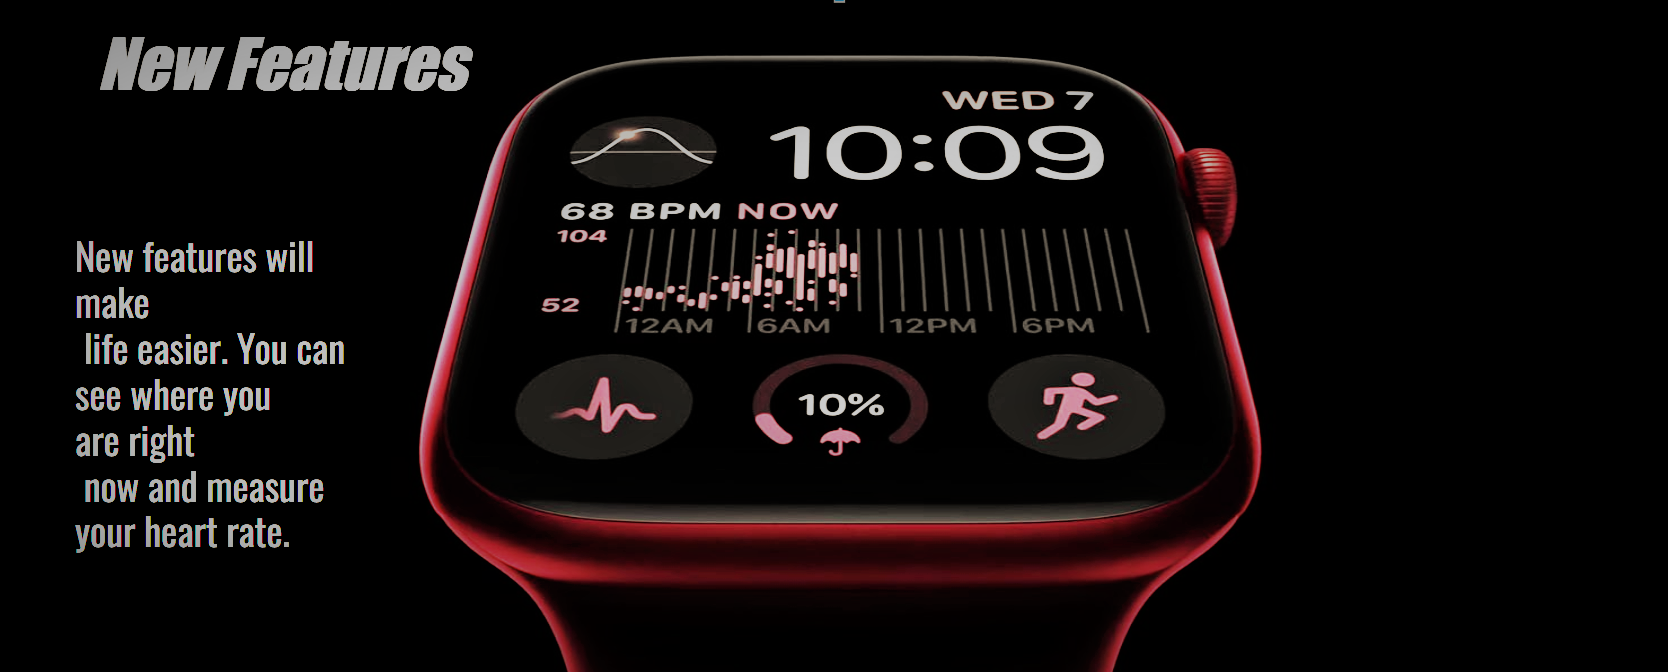 New Features
WED 7
10:09
68 BPM NOW
104
52
12AM 6AM 12PM 6PM
10%
New features will
make
life easier. You can
see where you
are right
now and measure
your heart rate.